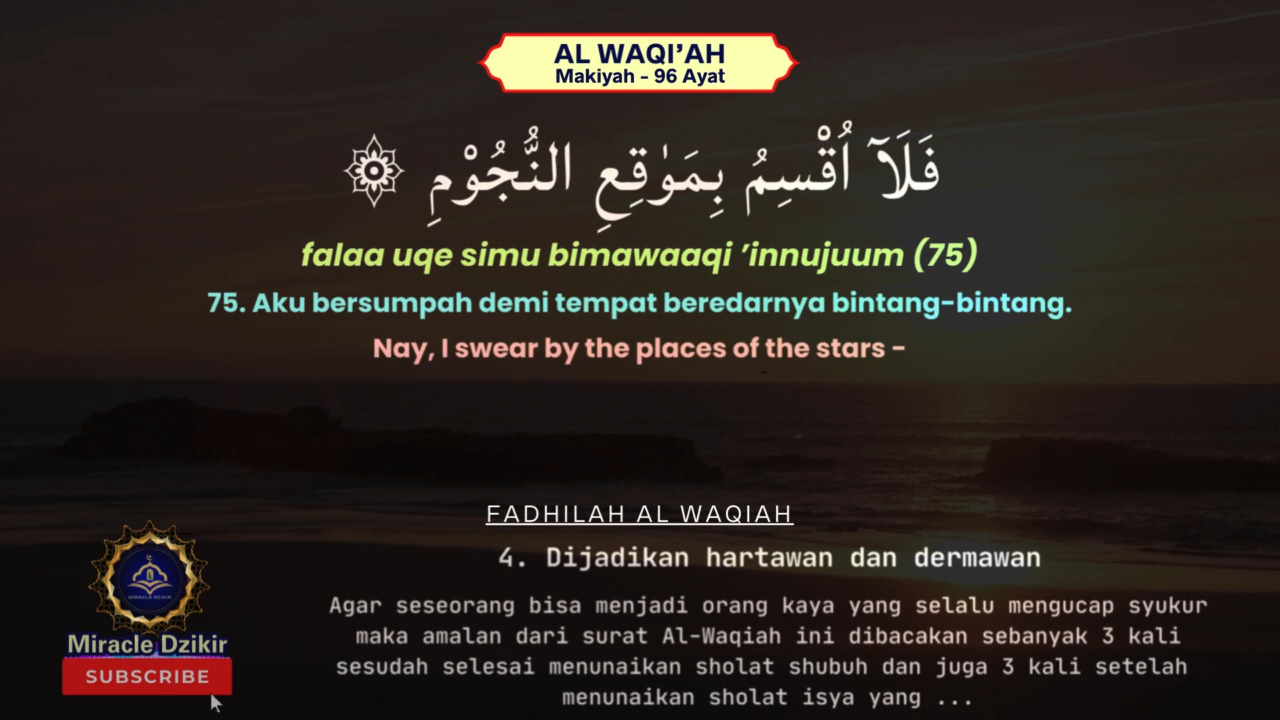 AL WAQI’AH
Makiyah - 96 Ayat
فَلَآ اُقْسِمُ بِمَوٰقِعِ النُّجُوْمِ
falaa uqe simu bimawaaqi ’innujuum (75)
75. Aku bersumpah demi tempat beredarnya bintang-bintang.
Nay, I swear by the places of the stars -
FADHILAH AL WAQIAH
4. Dijadikan hartawan dan dermawan
Agar seseorang bisa menjadi orang kaya yang selalu mengucap syukur
maka amalan dari surat Al-Waqiah ini dibacakan sebanyak 3 kali
sesudah selesai menunaikan sholat shubuh dan juga 3 kali setelah
menunaikan sholat isya yang ...
MIRACLE DZIKIR
Miracle Dzikir
SUBSCRIBE